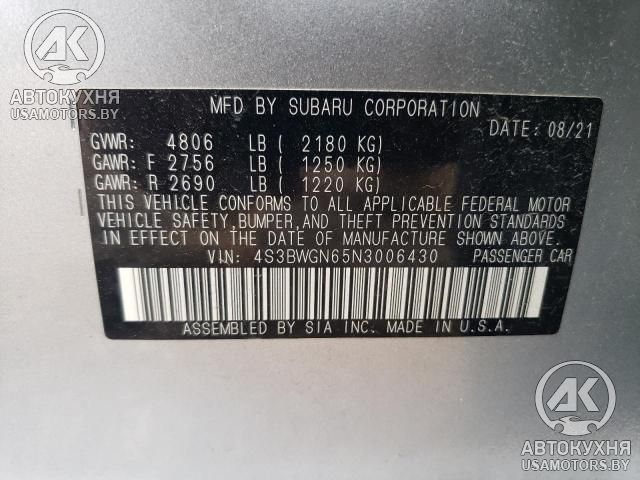 AK
АВТОКУХНЯ
USAMOTORS.BY
MFD BY SUBARU CORPORATION
DATE: 08/21
GVWR: 4806 LB ( 2180 KG)
GAWR: F 2756 LB ( 1250 KG)
GAWR: R 2690 LB ( 1220 KG)
THIS VEHICLE CONFORMS TO ALL APPLICABLE FEDERAL MOTOR
VEHICLE SAFETY,BUMPER,AND THEFT PREVENTION STANDARDS
IN EFFECT ON THE DATE OF MANUFACTURE SHOWN ABOVE.
VIN: 4S3BWGN65N3006430 PASSENGER CAR
ASSEMBLED BY SIA INC. MADE IN U.S.A.
AK
АВТОКУХНЯ
USAMOTORS.BY